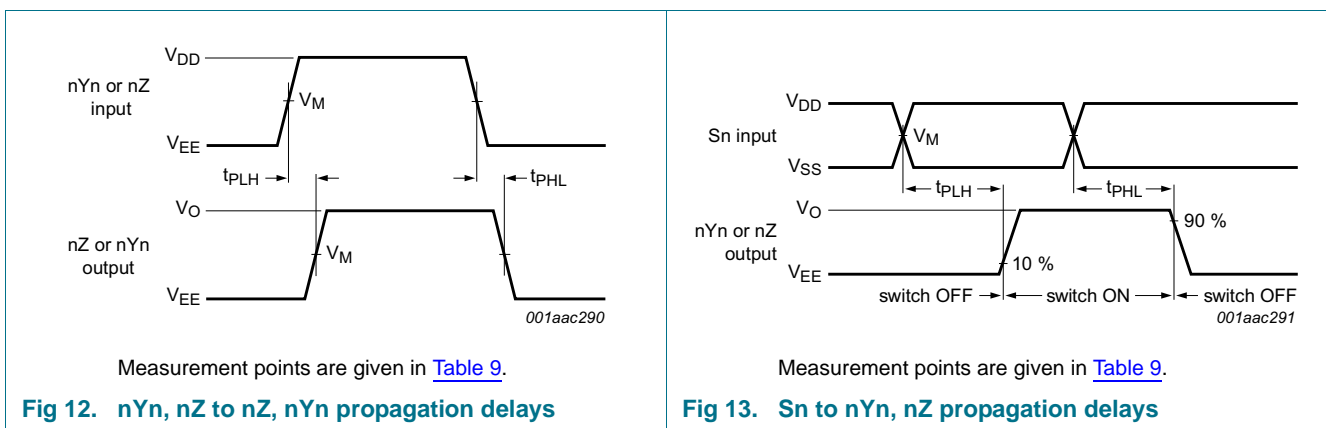 VDD
nYn or nZ
input
VM
VEE
tPLH
tPHL
VO
nZ or nYn
output
VM
VEE
001aac290
Measurement points are given in Table 9.
Fig 12. nYn, nZ to nZ, nYn propagation delays
VDD
Sn input
VM
VSS
tPLH
tPHL
VO
90 %
nYn or nZ
output
10 %
VEE
switch OFF
switch ON
switch OFF
001aac291
Measurement points are given in Table 9.
Fig 13. Sn to nYn, nZ propagation delays